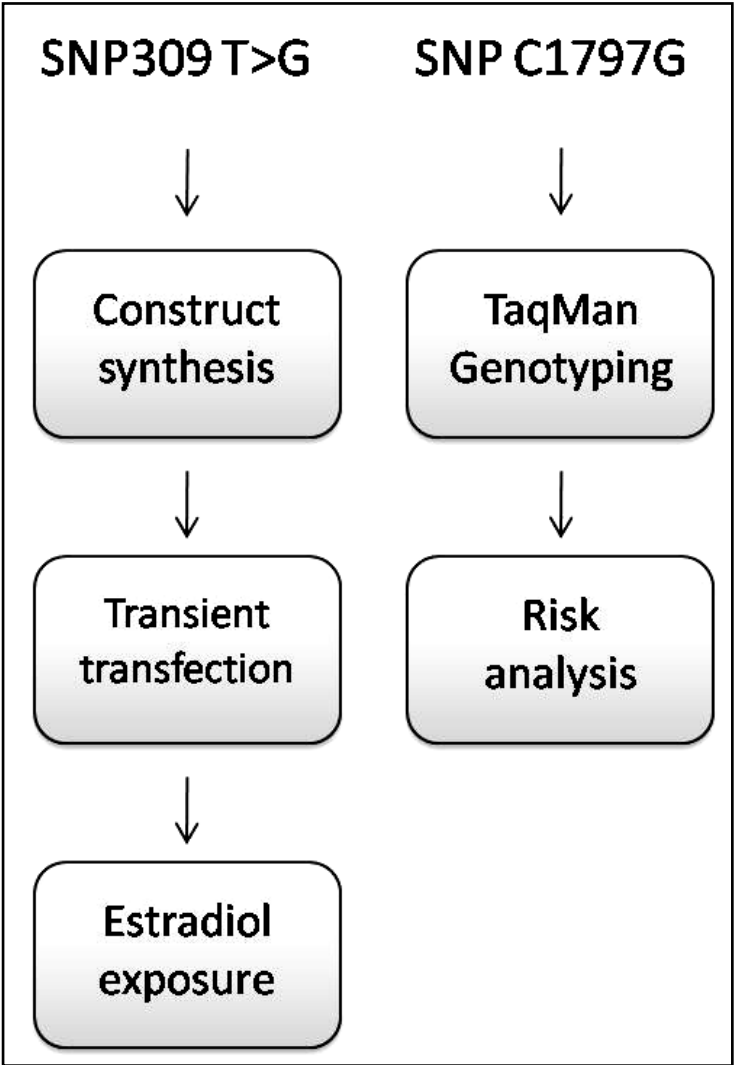 SNP309 T>G
SNP C1797G
Construct
synthesis
TaqMan
Genotyping
Transient
transfection
Risk
analysis
Estradiol
exposure